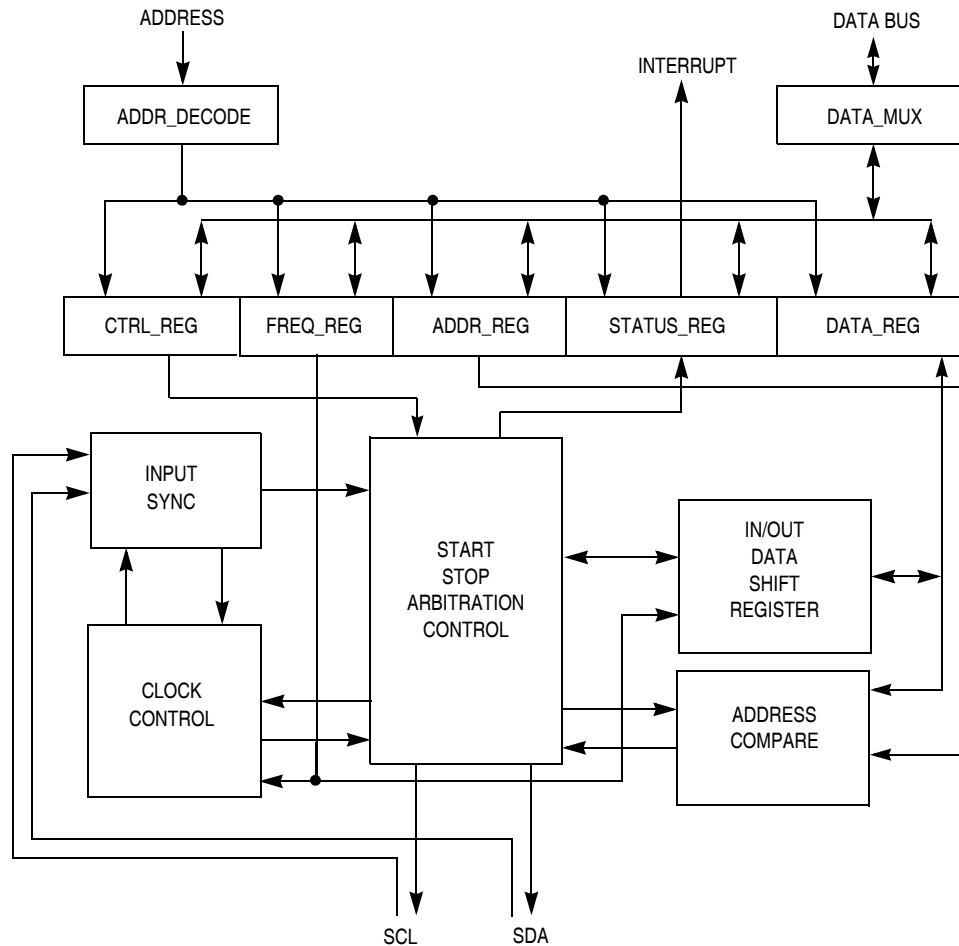 ADDRESS
DATA BUS
INTERRUPT
ADDR_DECODE
DATA_MUX
CTRL_REG
FREQ_REG
ADDR_REG
STATUS_REG
DATA_REG
INPUT
SYNC
START
STOP
ARBITRATION
CONTROL
IN/OUT
DATA
SHIFT
REGISTER
CLOCK
CONTROL
ADDRESS
COMPARE
SCL
SDA